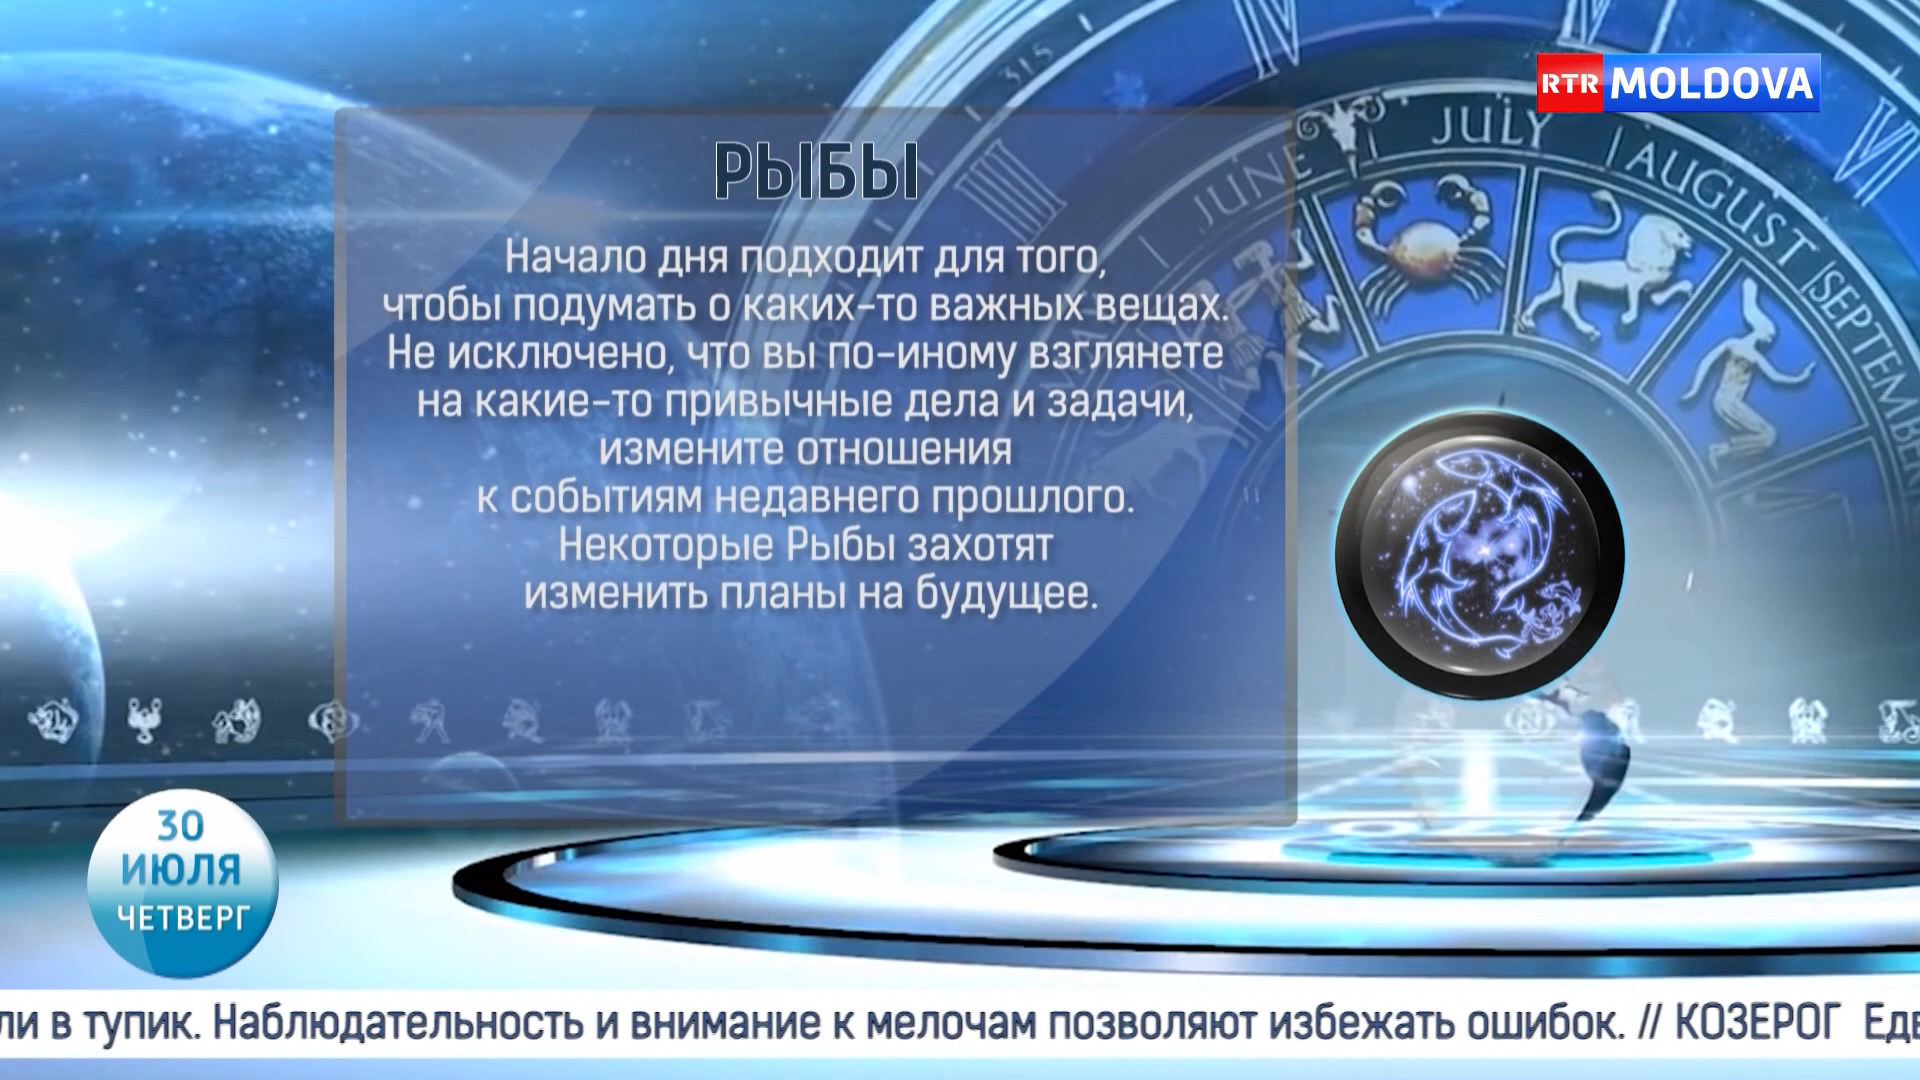 RTR MOLDOVA
315
JUNE
JULY
AUGUST
SEPTEMBER
РЫБЫ
Начало дня подходит для того,
чтобы подумать о каких-то важных вещах.
Не исключено, что вы по-иному взглянете
на какие-то привычные дела и задачи,
измените отношения
к событиям недавнего прошлого.
Некоторые Рыбы захотят
изменить планы на будущее.
30
ИЮЛЯ
ЧЕТВЕРГ
в тупик. Наблюдательность и внимание к мелочам позволяют избежать ошибок. // КОЗЕРОГ